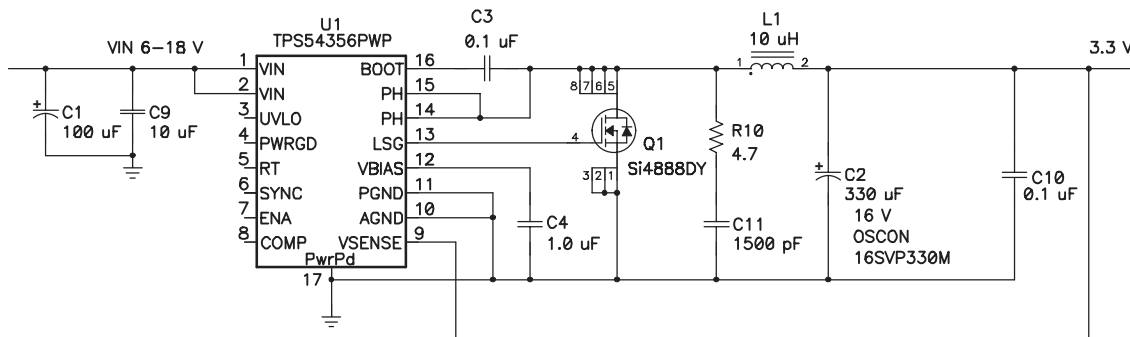 VIN 6–18 V
C1
100 uF
C9
10 uF
U1
TPS54356PWP
1 VIN BOOT 16
2 VIN PH 15
3 UVLO PH 14
4 PWRGD LSG 13
5 RT VBIAS 12
6 SYNC PGND 11
7 ENA AGND 10
8 COMP VSENSE 9
PwrPd
17
C3
0.1 uF
C4
1.0 uF
8 7 6 5
4
3 2 1
Q1
Si4888DY
R10
4.7
C11
1500 pF
L1
10 uH
1 2
C2
330 uF
16 V
OSCON
16SVP330M
C10
0.1 uF
3.3 V